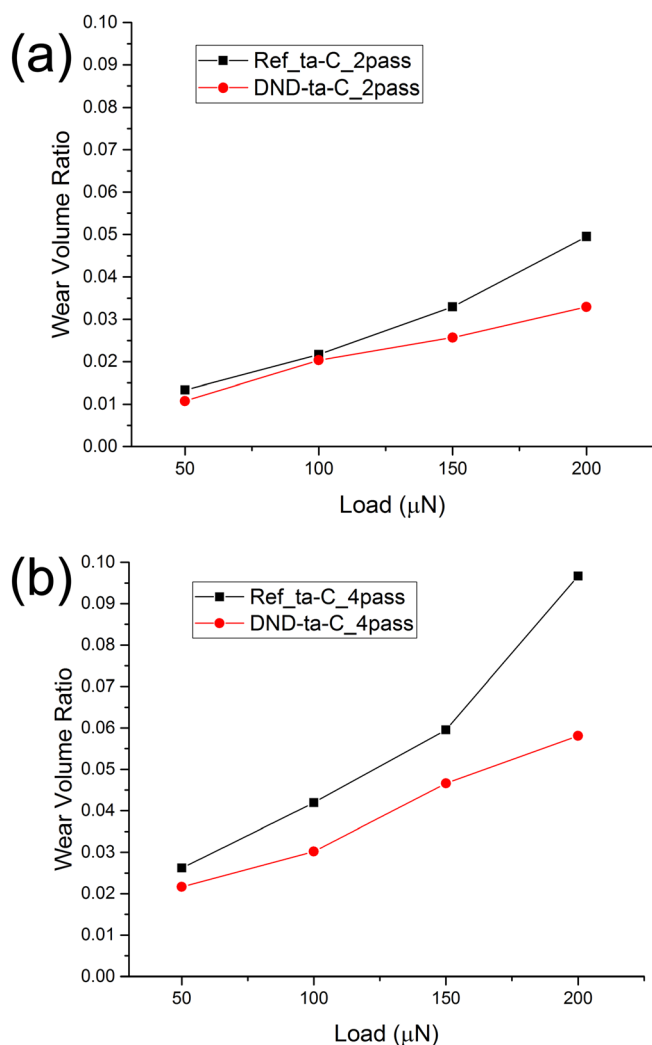 (a)
Ref_ta-C_2pass
DND-ta-C_2pass
Wear Volume Ratio
0.10
0.09
0.08
0.07
0.06
0.05
0.04
0.03
0.02
0.01
0.00
50 100 150 200
Load (μN)
(b)
Ref_ta-C_4pass
DND-ta-C_4pass
Wear Volume Ratio
0.10
0.09
0.08
0.07
0.06
0.05
0.04
0.03
0.02
0.01
0.00
50 100 150 200
Load (μN)